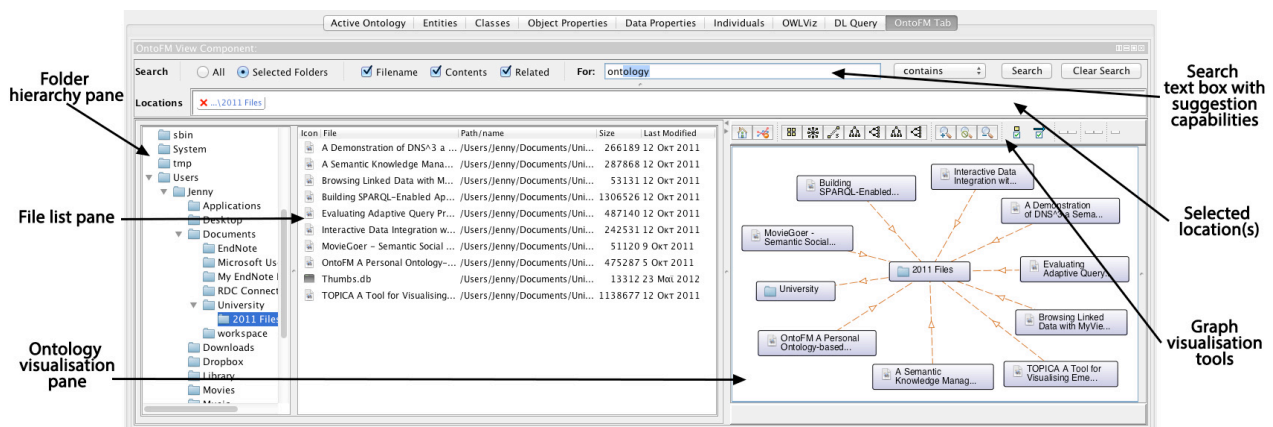 Active Ontology Entities Classes Object Properties Data Properties Individuals OWLViz DL Query OntoFM Tab
OntoFM View Component:
Search All Selected Folders Filename Contents Related For: ontology contains Search Clear Search
Locations ...\2011 Files
Folder
hierarchy pane
File list pane
Ontology
visualisation
pane
sbin
System
tmp
Users
Jenny
Applications
Desktop
Documents
EndNote
Microsoft Us
My EndNote
RDC Connect
University
2011 Files
workspace
Downloads
Dropbox
Library
Movies
Music
Icon File Path/name Size Last Modified
A Demonstration of DNS^3 a ... /Users/Jenny/Documents/Uni... 266189 12 Окт 2011
A Semantic Knowledge Mana... /Users/Jenny/Documents/Uni... 287868 12 Окт 2011
Browsing Linked Data with M... /Users/Jenny/Documents/Uni... 53131 12 Окт 2011
Building SPARQL-Enabled Ap... /Users/Jenny/Documents/Uni... 1306526 12 Окт 2011
Evaluating Adaptive Query Pr... /Users/Jenny/Documents/Uni... 487140 12 Окт 2011
Interactive Data Integration w... /Users/Jenny/Documents/Uni... 242531 12 Окт 2011
MovieGoer - Semantic Social ... /Users/Jenny/Documents/Uni... 51120 9 Окт 2011
OntoFM A Personal Ontology-... /Users/Jenny/Documents/Uni... 475287 5 Окт 2011
Thumbs.db /Users/Jenny/Documents/Uni... 13312 23 Μαϊ 2012
TOPICA A Tool for Visualising... /Users/Jenny/Documents/Uni... 1138677 12 Окт 2011
Building
SPARQL-Enabled...
Interactive Data
Integration wit...
A Demonstration
of DNS^3 a Sema...
MovieGoer -
Semantic Social...
2011 Files
Evaluating
Adaptive Query...
University
Browsing Linked
Data with MyVie...
OntoFM A Personal
Ontology-based...
A Semantic
Knowledge Manag...
TOPICA A Tool for
Visualising Eme...
Search
text box with
suggestion
capabilities
Selected
location(s)
Graph
visualisation
tools